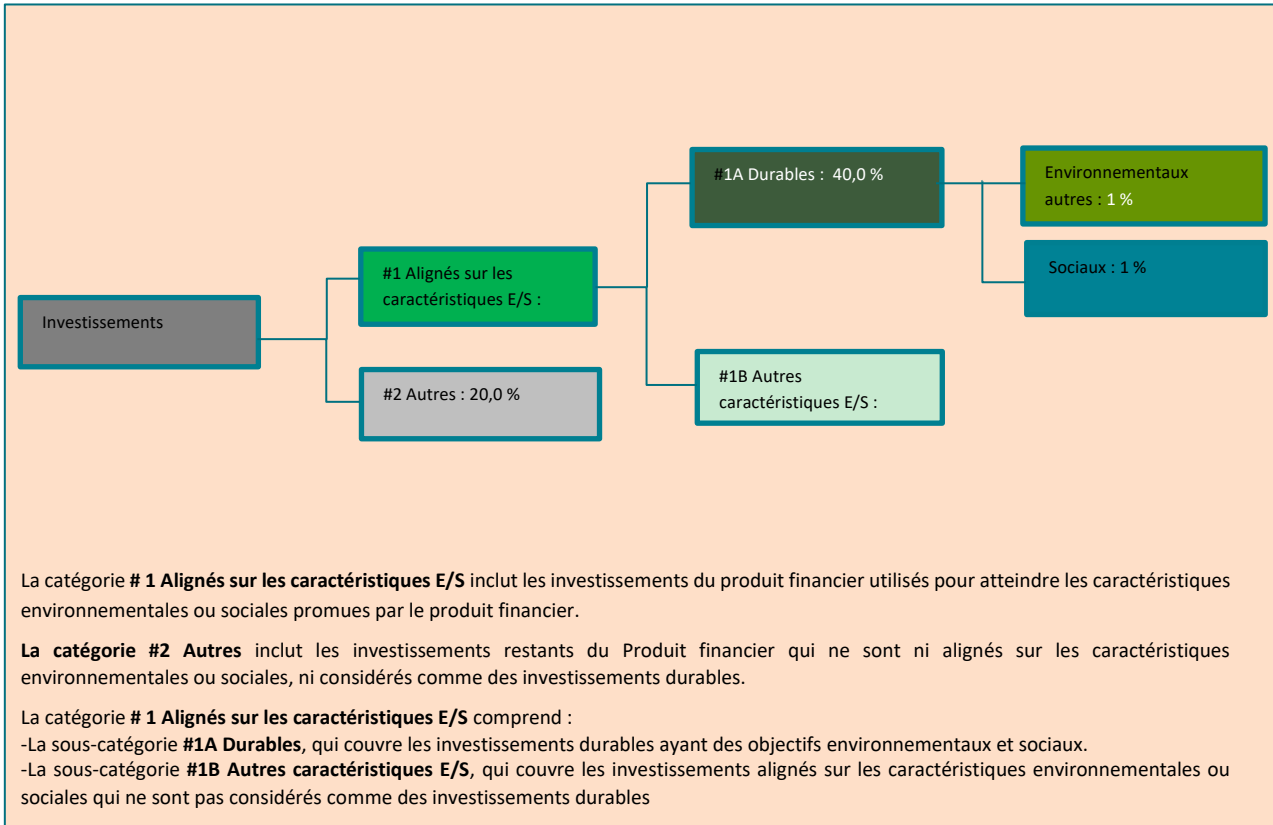 #1A Durables : 40,0 %
Environnementaux
autres : 1 %
Sociaux : 1 %
#1 Alignés sur les
caractéristiques E/S :
Investissements
#2 Autres : 20,0 %
#1B Autres
caractéristiques E/S :
La catégorie # 1 Alignés sur les caractéristiques E/S inclut les investissements du produit financier utilisés pour atteindre les caractéristiques
environnementales ou sociales promues par le produit financier.
La catégorie #2 Autres inclut les investissements restants du Produit financier qui ne sont ni alignés sur les caractéristiques
environnementales ou sociales, ni considérés comme des investissements durables.
La catégorie # 1 Alignés sur les caractéristiques E/S comprend :
-La sous-catégorie #1A Durables, qui couvre les investissements durables ayant des objectifs environnementaux et sociaux.
-La sous-catégorie #1B Autres caractéristiques E/S, qui couvre les investissements alignés sur les caractéristiques environnementales ou
sociales qui ne sont pas considérés comme des investissements durables